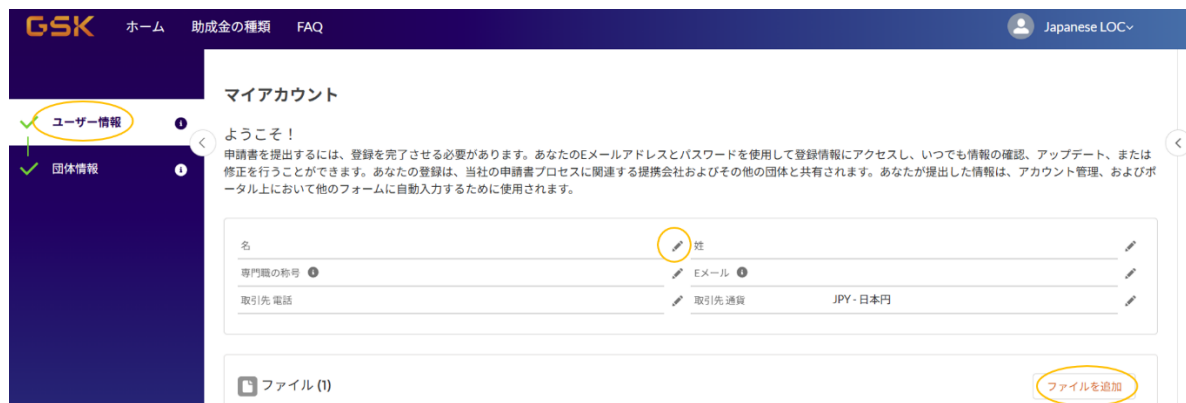 GSK ホーム 助成金の種類 FAQ Japanese LOC
マイアカウント
ユーザー情報
団体情報
ようこそ！
申請書を提出するには、登録を完了させる必要があります。あなたのEメールアドレスとパスワードを使用して登録情報にアクセスし、いつでも情報の確認、アップデート、または
修正を行うことができます。あなたの登録は、当社の申請書プロセスに関連する提携会社およびその他の団体と共有されます。あなたが提出した情報は、アカウント管理、およびポ
ータル上において他のフォームに自動入力するために使用されます。
名 姓
専門職の称号 Eメール
取引先 電話 取引先 通貨 JPY - 日本円
ファイル (1) ファイルを追加